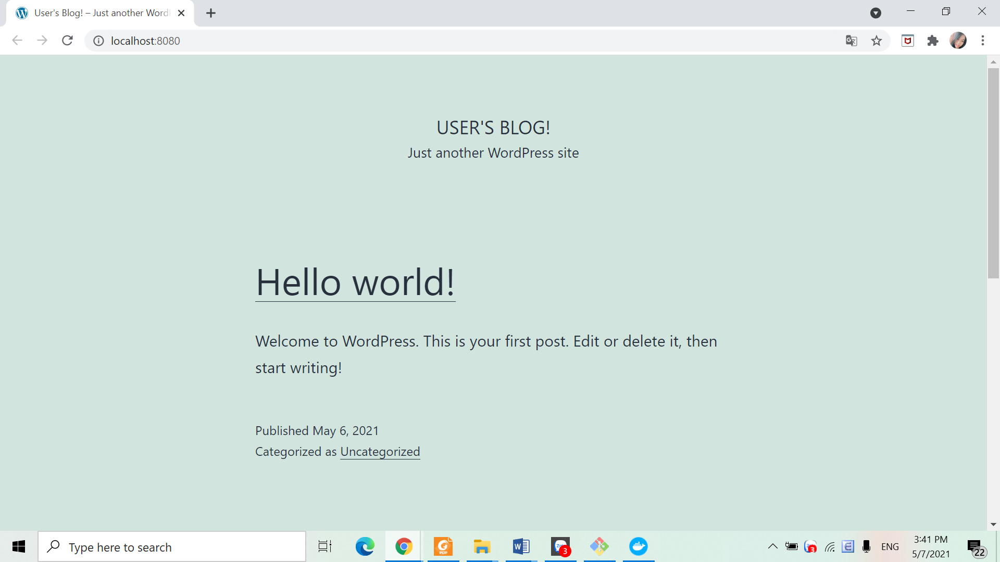 User's Blog! – Just another Word
localhost:8080
USER'S BLOG!
Just another WordPress site
Hello world!
Welcome to WordPress. This is your first post. Edit or delete it, then
start writing!
Published May 6, 2021
Categorized as Uncategorized
Type here to search
PDF
3
3
ENG
3:41 PM
5/7/2021
22